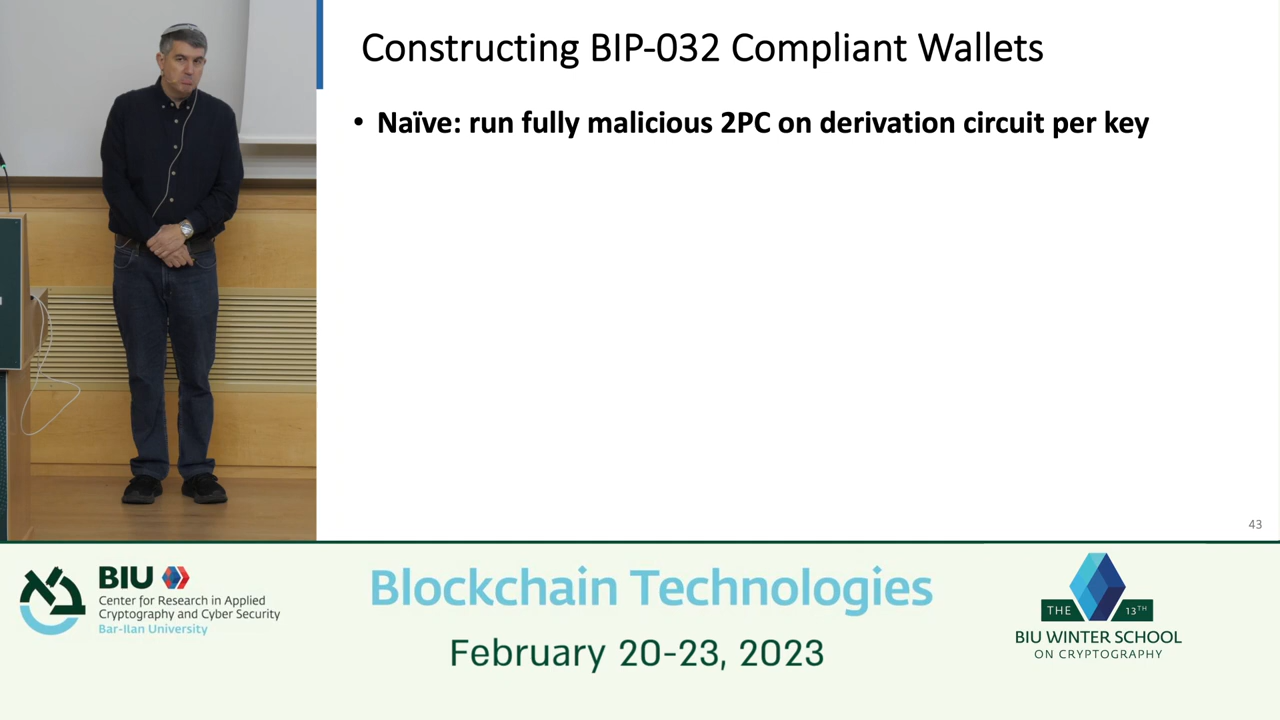 Constructing BIP-032 Compliant Wallets
• Naïve: run fully malicious 2PC on derivation circuit per key
43
BIU
Center for Research in Applied
Cryptography and Cyber Security
Bar-Ilan University
Blockchain Technologies
February 20-23, 2023
THE 13TH
BIU WINTER SCHOOL
ON CRYPTOGRAPHY